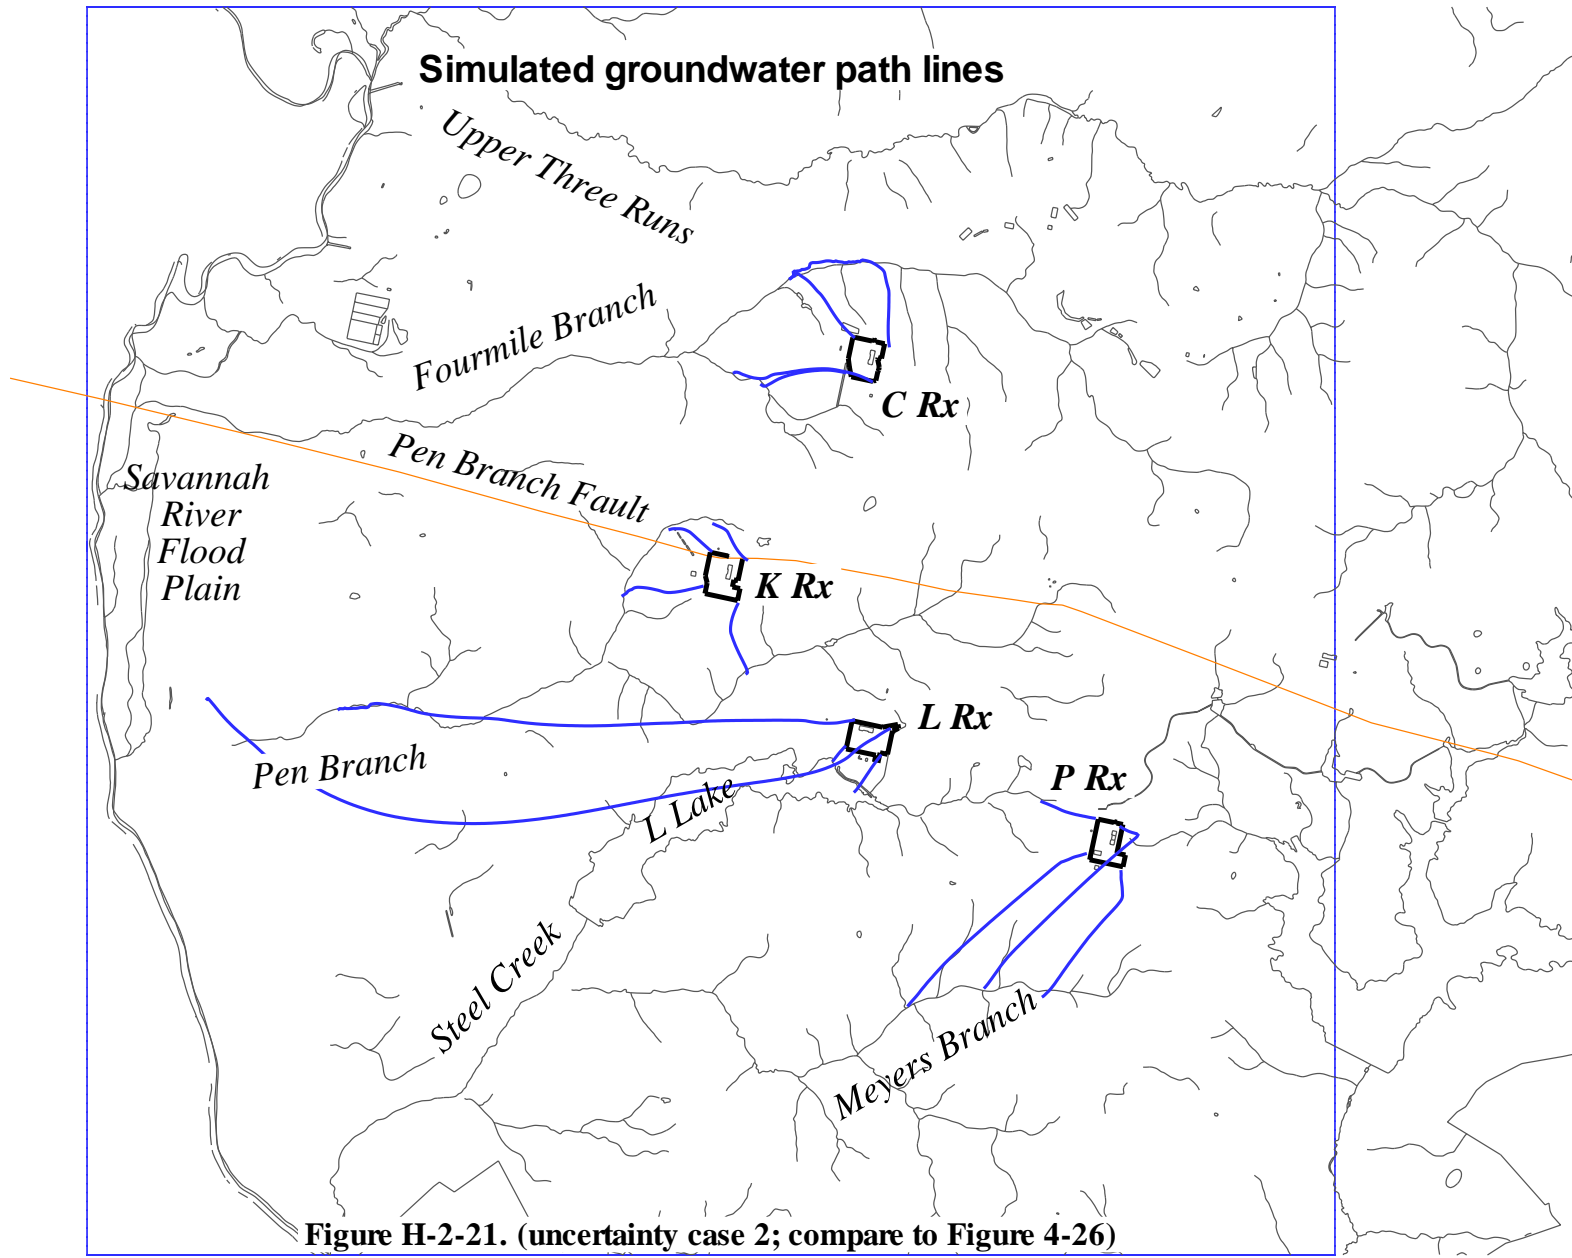 Simulated groundwater path lines
Upper Three Runs
Fourmile Branch
C Rx
Pen Branch Fault
Savannah
River
Flood
Plain
K Rx
L Rx
Pen Branch
P Rx
L Lake
Steel Creek
Meyers Branch
Figure H-2-21. (uncertainty case 2; compare to Figure 4-26)